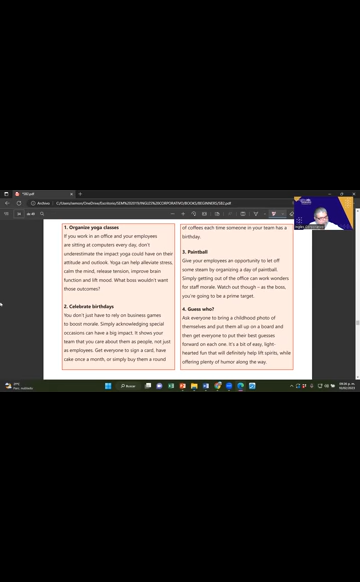 SB2.pdf
Archivo
34
de 40
1. Organize yoga classes
If you work in an office and your employees
are sitting at computers every day, don't
underestimate the impact yoga could have on their
attitude and outlook. Yoga can help alleviate stress,
calm the mind, release tension, improve brain
function and lift mood. What boss wouldn't want
those outcomes?
2. Celebrate birthdays
You don't just have to rely on business games
to boost morale. Simply acknowledging special
occasions can have a big impact. It shows your
team that you care about them as people, not just
as employees. Get everyone to sign a card, have
cake once a month, or simply buy them a round
of coffees each time someone in your team has a
birthday.
3. Paintball
Give your employees an opportunity to let off
some steam by organizing a day of paintball.
Simply getting out of the office can work wonders
for staff morale. Watch out though – as the boss,
you're going to be a prime target.
4. Guess who?
Ask everyone to bring a childhood photo of
themselves and put them all up on a board and
then get everyone to put their best guesses
forward on each one. It's a bit of easy, light-
hearted fun that will definitely help lift spirits, while
offering plenty of humor along the way.
Buscar